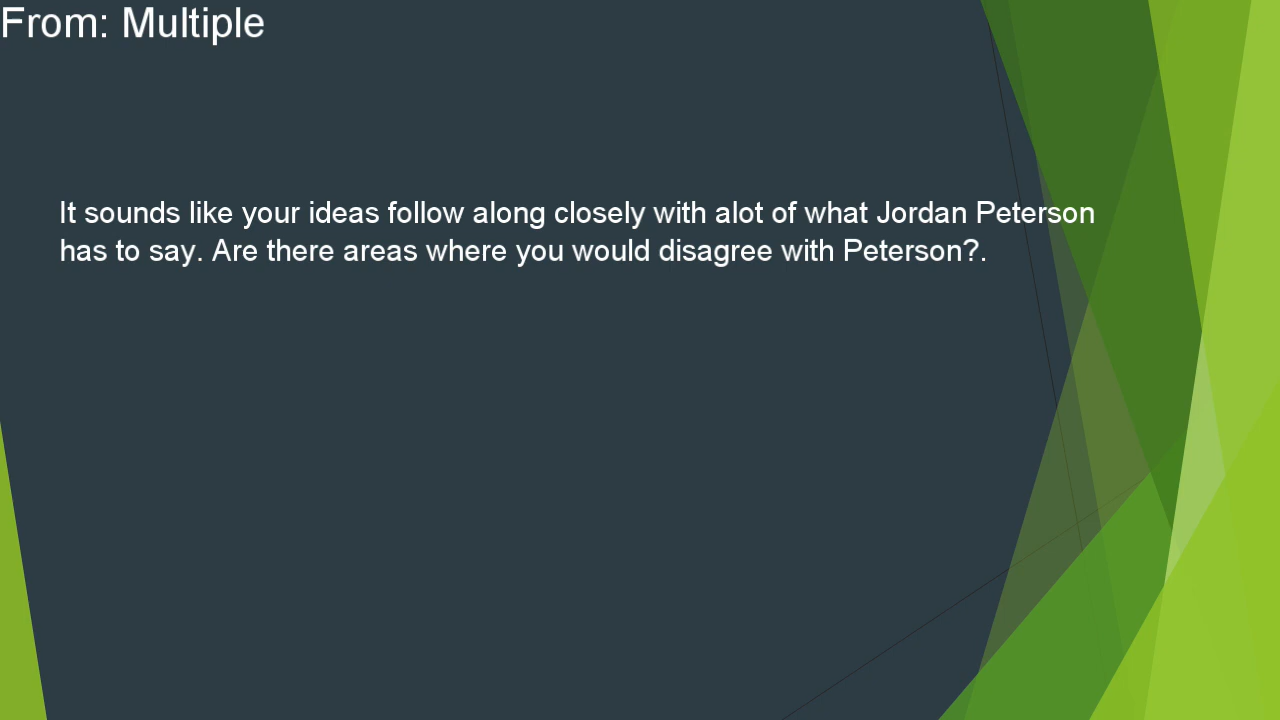 From: Multiple
It sounds like your ideas follow along closely with alot of what Jordan Peterson
has to say. Are there areas where you would disagree with Peterson?.